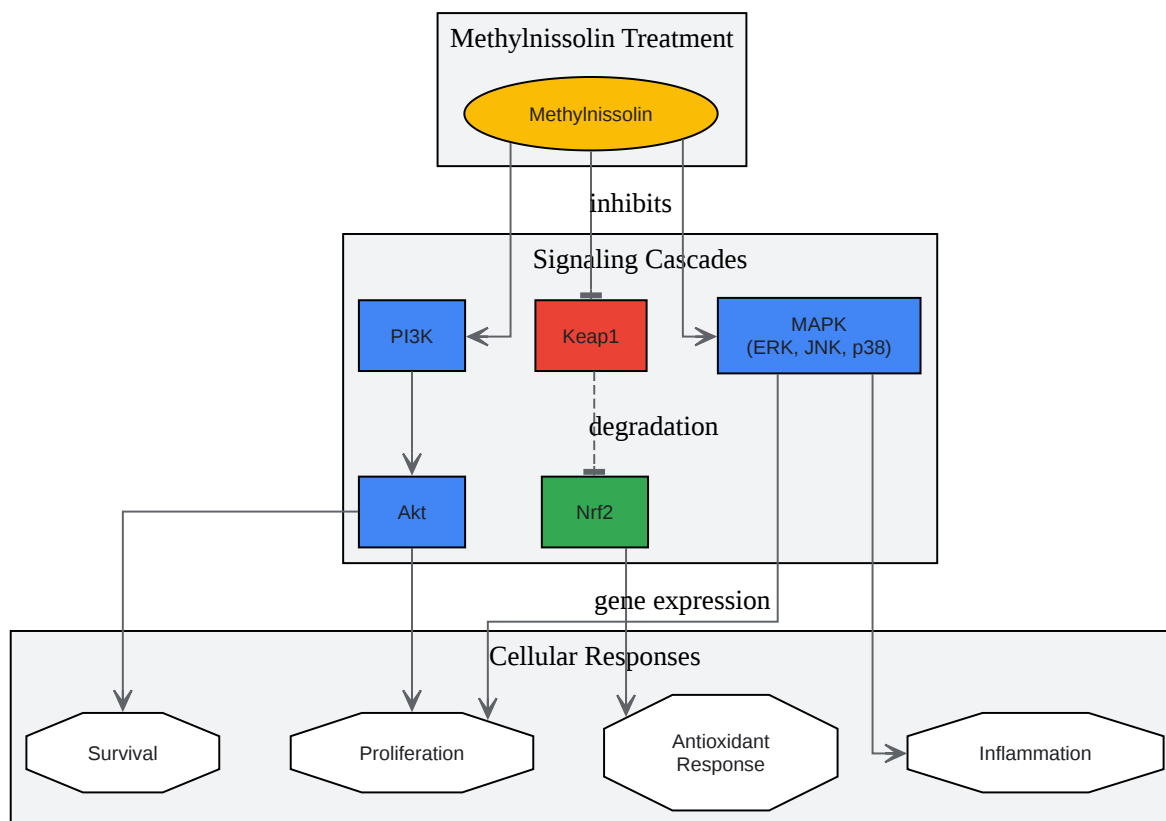 Methylnissolin Treatment
Methylnissolin
inhibits
Signaling Cascades
PI3K
Keap1
MAPK
(ERK, JNK, p38)
degradation
Akt
Nrf2
gene expression
Cellular Responses
Survival
Proliferation
Antioxidant
Response
Inflammation